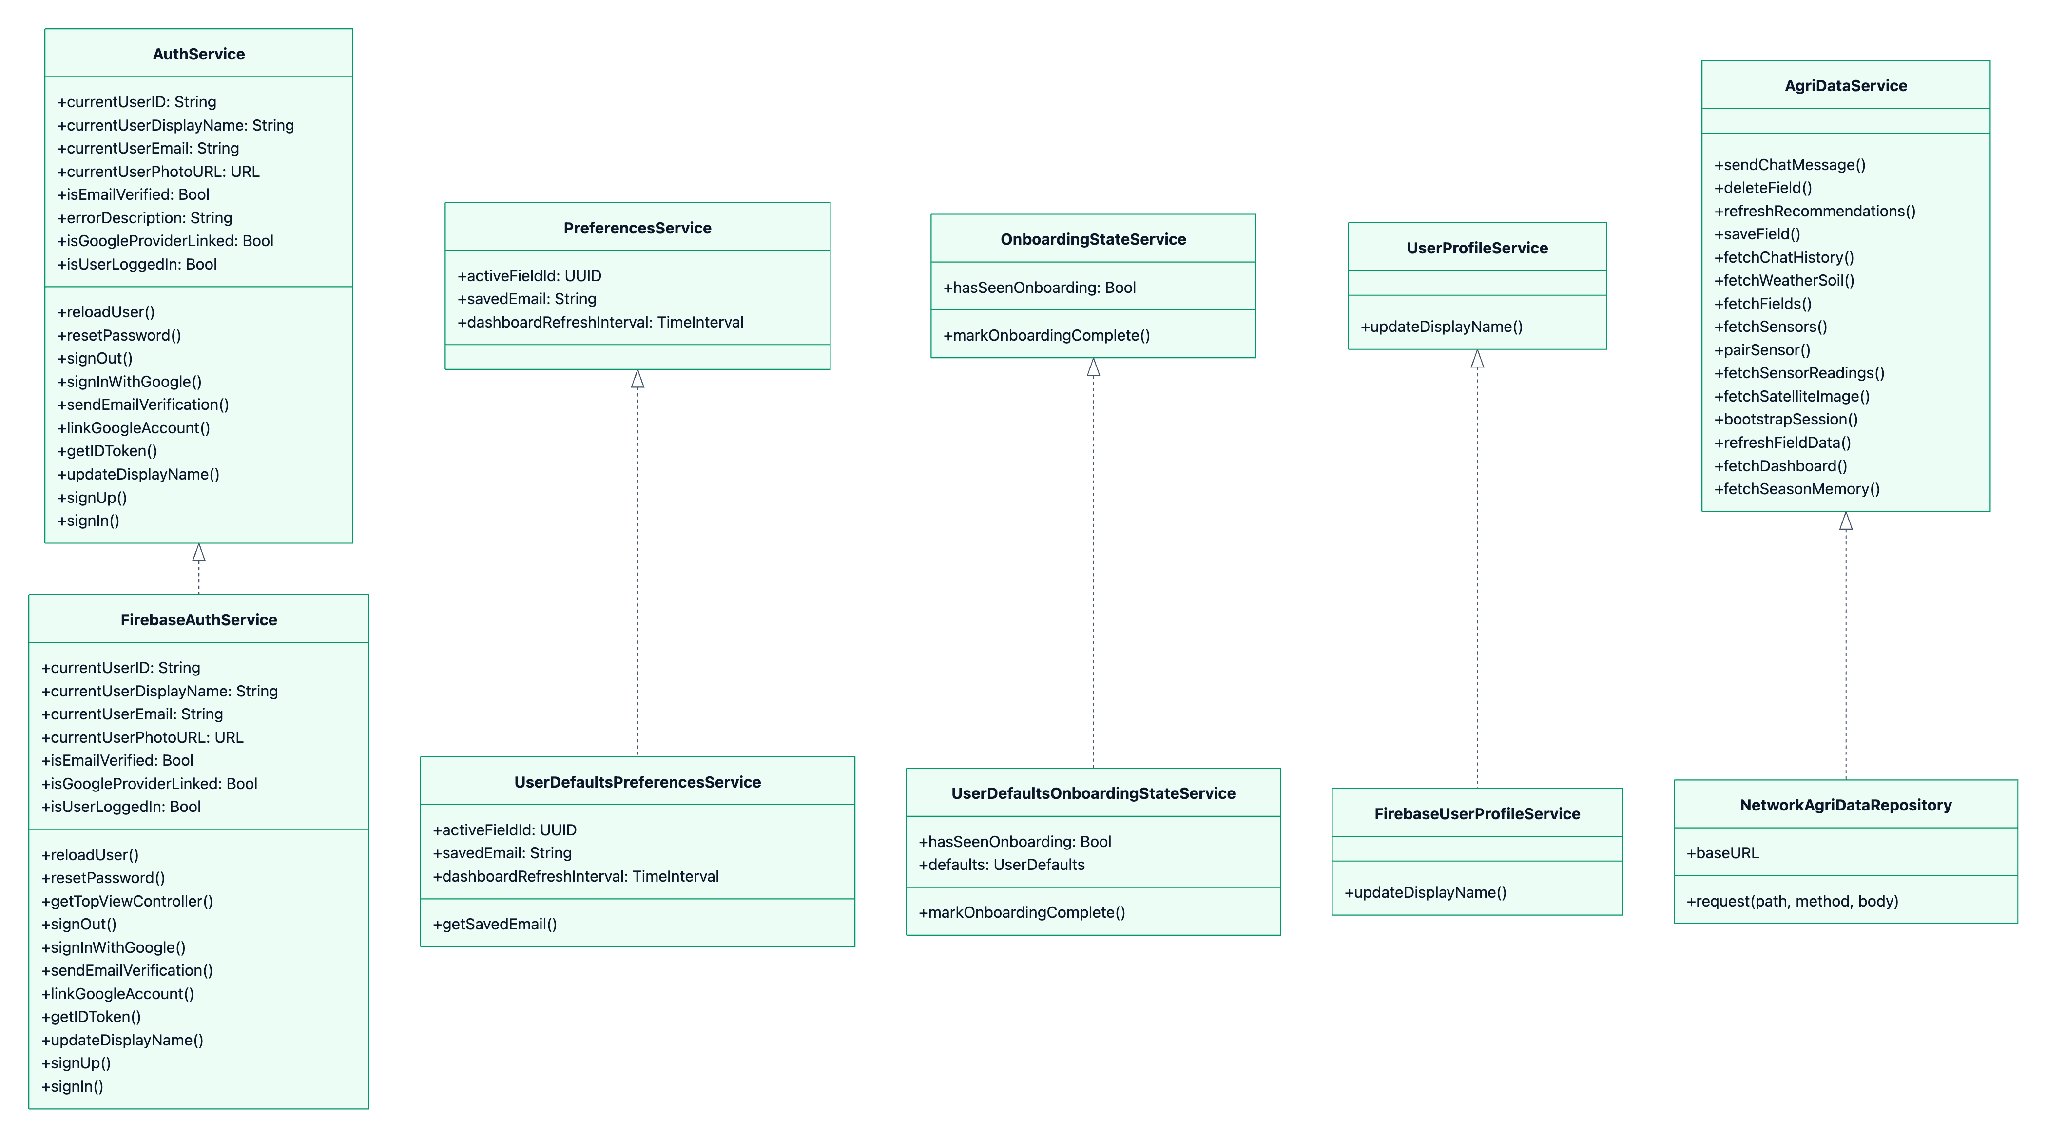 AuthService
+currentUserID: String
+currentUserDisplayName: String
+currentUserEmail: String
+currentUserPhotoURL: URL
+isEmailVerified: Bool
+errorDescription: String
+isGoogleProviderLinked: Bool
+isUserLoggedIn: Bool
+reloadUser()
+resetPassword()
+signOut()
+signInWithGoogle()
+sendEmailVerification()
+linkGoogleAccount()
+getIDToken()
+updateDisplayName()
+signUp()
+signIn()
FirebaseAuthService
+currentUserID: String
+currentUserDisplayName: String
+currentUserEmail: String
+currentUserPhotoURL: URL
+isEmailVerified: Bool
+isGoogleProviderLinked: Bool
+isUserLoggedIn: Bool
+reloadUser()
+resetPassword()
+getTopViewController()
+signOut()
+signInWithGoogle()
+sendEmailVerification()
+linkGoogleAccount()
+getIDToken()
+updateDisplayName()
+signUp()
+signIn()
PreferencesService
+activeFieldId: UUID
+savedEmail: String
+dashboardRefreshInterval: TimeInterval
UserDefaultsPreferencesService
+activeFieldId: UUID
+savedEmail: String
+dashboardRefreshInterval: TimeInterval
+getSavedEmail()
OnboardingStateService
+hasSeenOnboarding: Bool
+markOnboardingComplete()
UserDefaultsOnboardingStateService
+hasSeenOnboarding: Bool
+defaults: UserDefaults
+markOnboardingComplete()
UserProfileService
+updateDisplayName()
FirebaseUserProfileService
+updateDisplayName()
AgriDataService
+sendChatMessage()
+deleteField()
+refreshRecommendations()
+saveField()
+fetchChatHistory()
+fetchWeatherSoil()
+fetchFields()
+fetchSensors()
+pairSensor()
+fetchSensorReadings()
+fetchSatelliteImage()
+bootstrapSession()
+refreshFieldData()
+fetchDashboard()
+fetchSeasonMemory()
NetworkAgriDataRepository
+baseURL
+request(path, method, body)